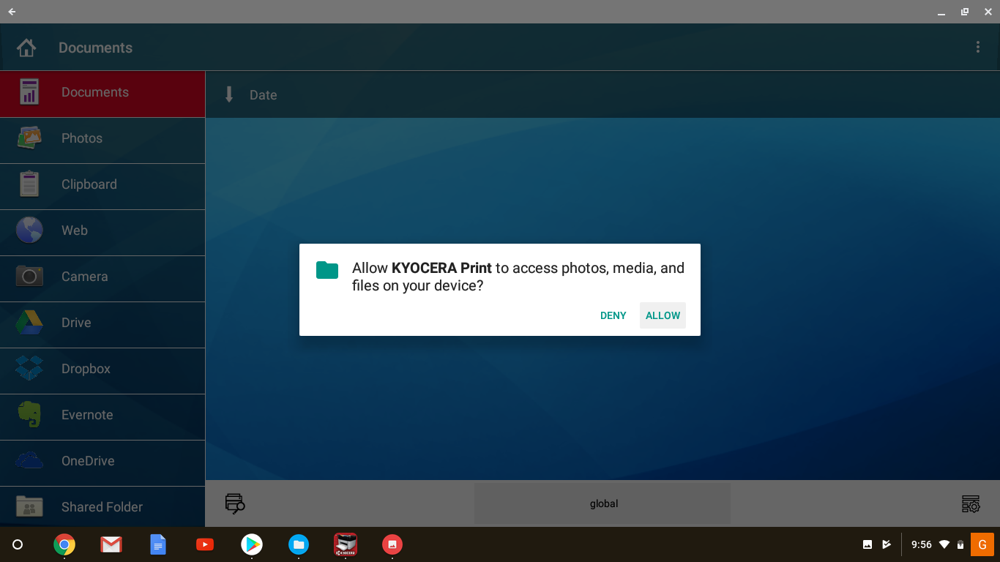 Documents
Documents
Date
Photos
Clipboard
Web
Camera
Drive
Dropbox
Evernote
OneDrive
Shared Folder
Allow KYOCERA Print to access photos, media, and
files on your device?
DENY
ALLOW
global
KYOCERA
9:56
G